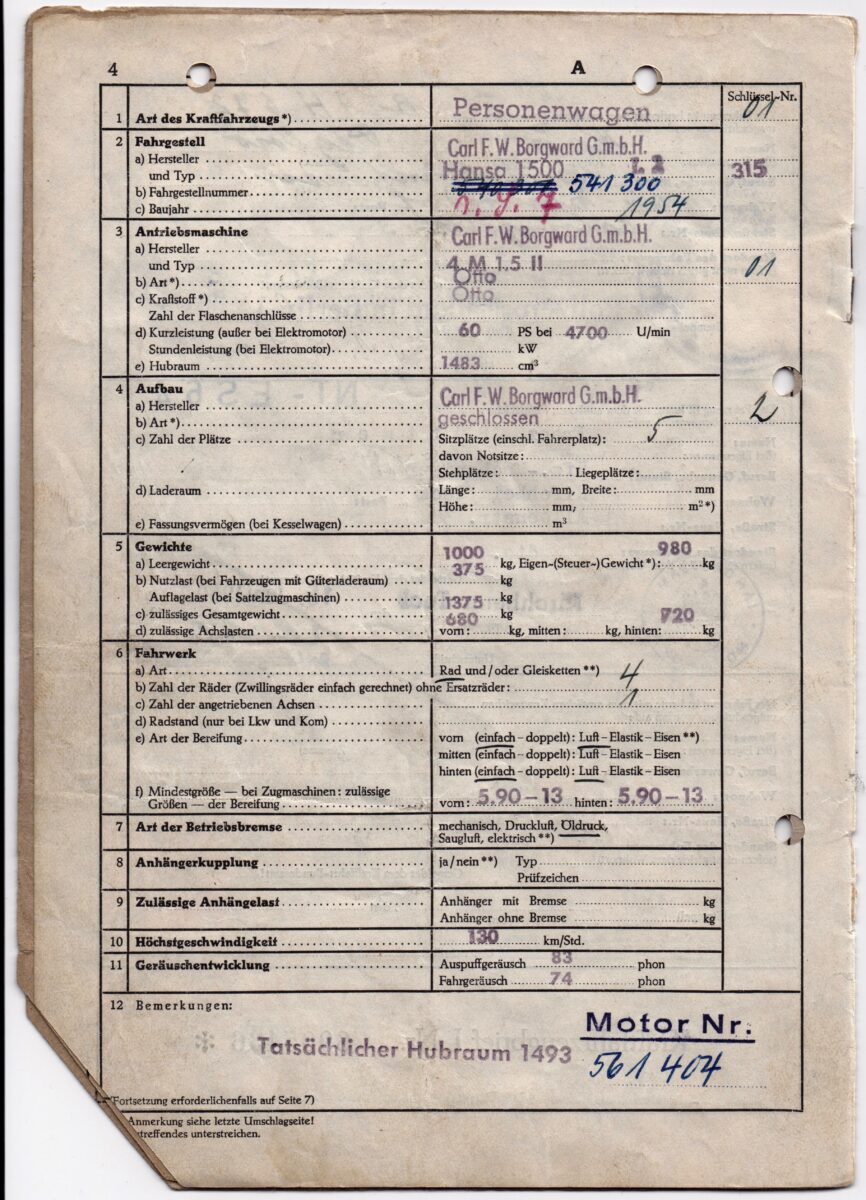 4 A
Schlüssel-Nr.
1 Art des Kraftfahrzeugs *) Personenwagen 01
2 Fahrgestell
a) Hersteller Carl F. W. Borgward G.m.b.H.
und Typ Hansa 1500 315
b) Fahrgestellnummer 541 300
c) Baujahr n. S. 7 1954
3 Antriebsmaschine
a) Hersteller Carl F. W. Borgward G.m.b.H.
und Typ 4 M 1,5 II 01
b) Art *) Otto
c) Kraftstoff *) Otto
Zahl der Flaschenanschlüsse
d) Kurzleistung (außer bei Elektromotor) 60 PS bei 4700 U/min
Stundenleistung (bei Elektromotor) kW
e) Hubraum 1483 cm³
4 Aufbau
a) Hersteller Carl F. W. Borgward G.m.b.H.
b) Art *) geschlossen 2
c) Zahl der Plätze Sitzplätze (einschl. Fahrerplatz): 5
davon Notsitze:
Stehplätze: Liegeplätze:
d) Laderaum Länge: mm, Breite: mm
Höhe: mm, m² *)
e) Fassungsvermögen (bei Kesselwagen) m³
5 Gewichte
a) Leergewicht 1000 kg, Eigen-(Steuer-)Gewicht *): 980 kg
b) Nutzlast (bei Fahrzeugen mit Güterladeraum) 375 kg
Auflagelast (bei Sattelzugmaschinen) kg
c) zulässiges Gesamtgewicht 1375 kg
d) zulässige Achslasten vorn: 680 kg, mitten: kg, hinten: 720 kg
6 Fahrwerk
a) Art Rad und/oder Gleisketten **)
b) Zahl der Räder (Zwillingsräder einfach gerechnet) ohne Ersatzräder: 4
c) Zahl der angetriebenen Achsen 1
d) Radstand (nur bei Lkw und Kom)
e) Art der Bereifung vorn (einfach – doppelt): Luft – Elastik – Eisen **)
mitten (einfach – doppelt): Luft – Elastik – Eisen
hinten (einfach – doppelt): Luft – Elastik – Eisen
f) Mindestgröße — bei Zugmaschinen: zulässige
Größen — der Bereifung vorn: 5,90–13 hinten: 5,90–13
7 Art der Betriebsbremse mechanisch, Druckluft, Öldruck,
Saugluft, elektrisch **)
8 Anhängerkupplung ja/nein **) Typ
Prüfzeichen
9 Zulässige Anhängelast Anhänger mit Bremse kg
Anhänger ohne Bremse kg
10 Höchstgeschwindigkeit 130 km/Std.
11 Geräuschentwicklung Auspuffgeräusch 83 phon
Fahrgeräusch 74 phon
12 Bemerkungen:
Motor Nr.
Tatsächlicher Hubraum 1493
561 404
(Fortsetzung erforderlichenfalls auf Seite 7)
Anmerkung siehe letzte Umschlagseite!
treffendes unterstreichen.